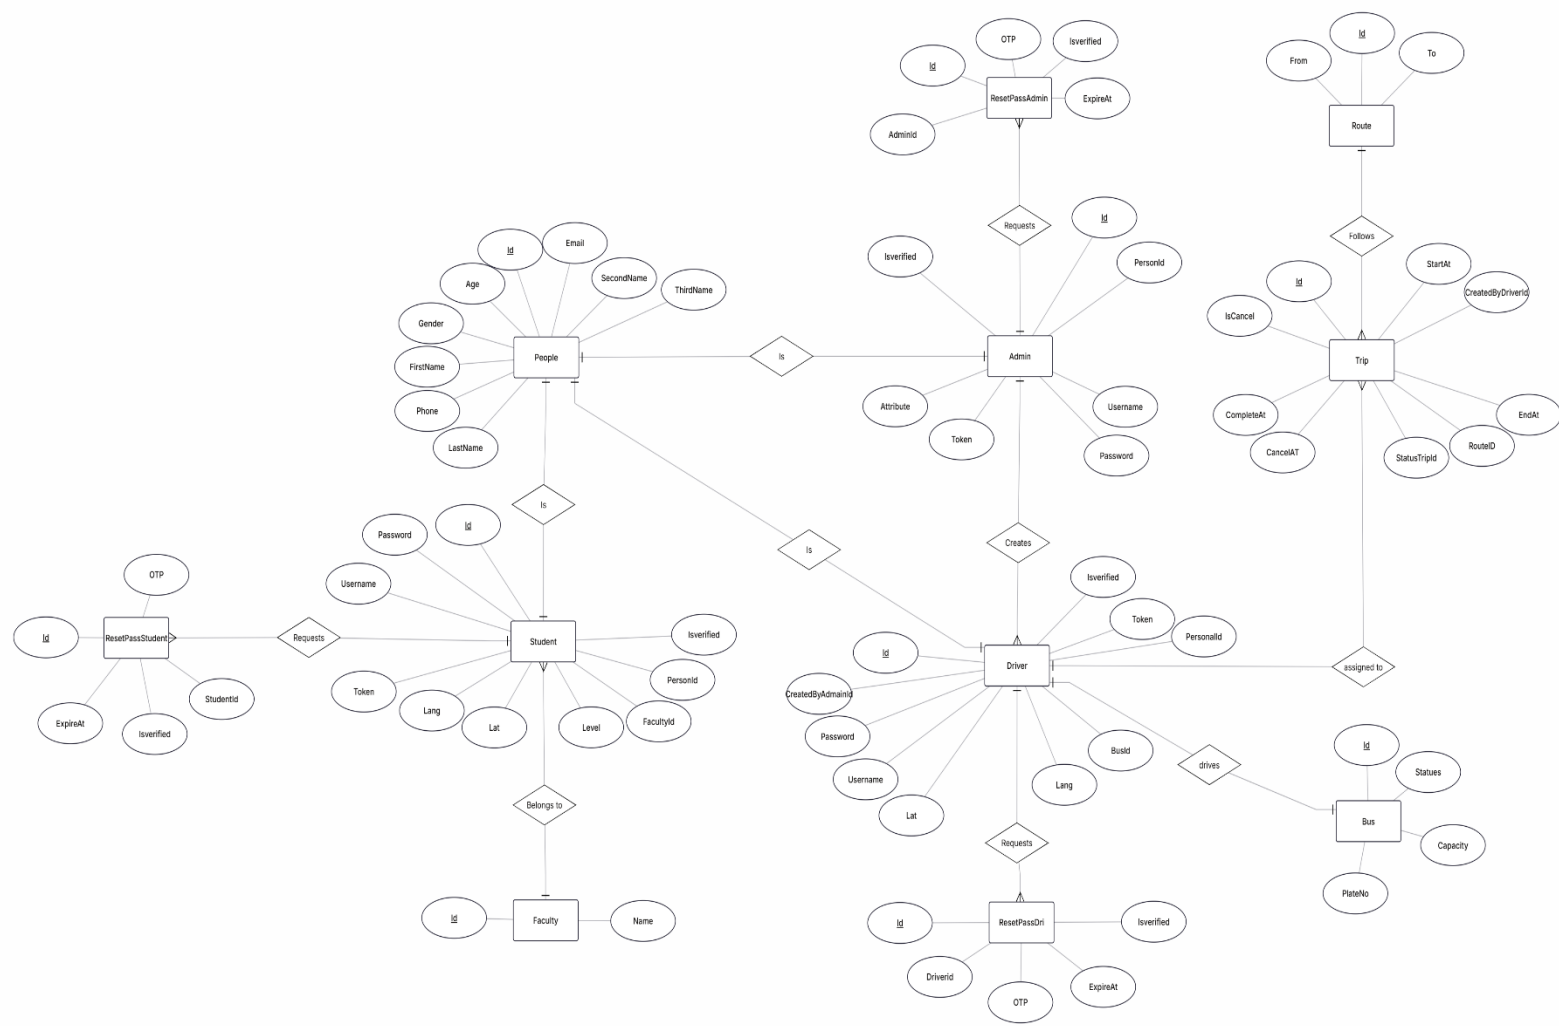 Id
OTP
Isverified
Id
From
To
ResetPassAdmin
ExpireAt
AdminId
Route
Requests
Id
Isverified
PersonId
Follows
StartAt
Id
CreatedByDriverId
IsCancel
Id
Email
Age
SecondName
ThirdName
Gender
FirstName
People
Is
Admin
Trip
Phone
LastName
Attribute
Username
Token
Password
CompleteAt
EndAt
CancelAT
StatusTripId
RouteID
Is
Is
Creates
Password
Id
Username
OTP
Id
ResetPassStudent
Requests
Student
Isverified
PersonId
Token
Lang
Lat
Level
FacultyId
ExpireAt
Isverified
StudentId
Isverified
Token
PersonalId
Id
Driver
assigned to
CreatedByAdmainId
Password
Username
Lat
Lang
BusId
drives
Id
Statues
Bus
Capacity
PlateNo
Belongs to
Requests
Id
Faculty
Name
Id
ResetPassDri
Isverified
Driverid
OTP
ExpireAt